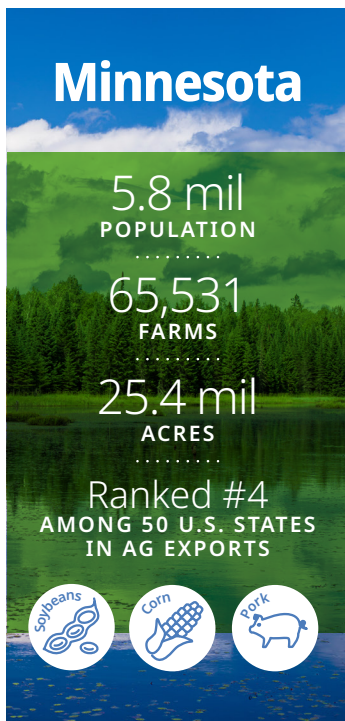 Minnesota
5.8 mil
POPULATION
65,531
FARMS
25.4 mil
ACRES
Ranked #4
AMONG 50 U.S. STATES
IN AG EXPORTS
Soybeans
Corn
Pork